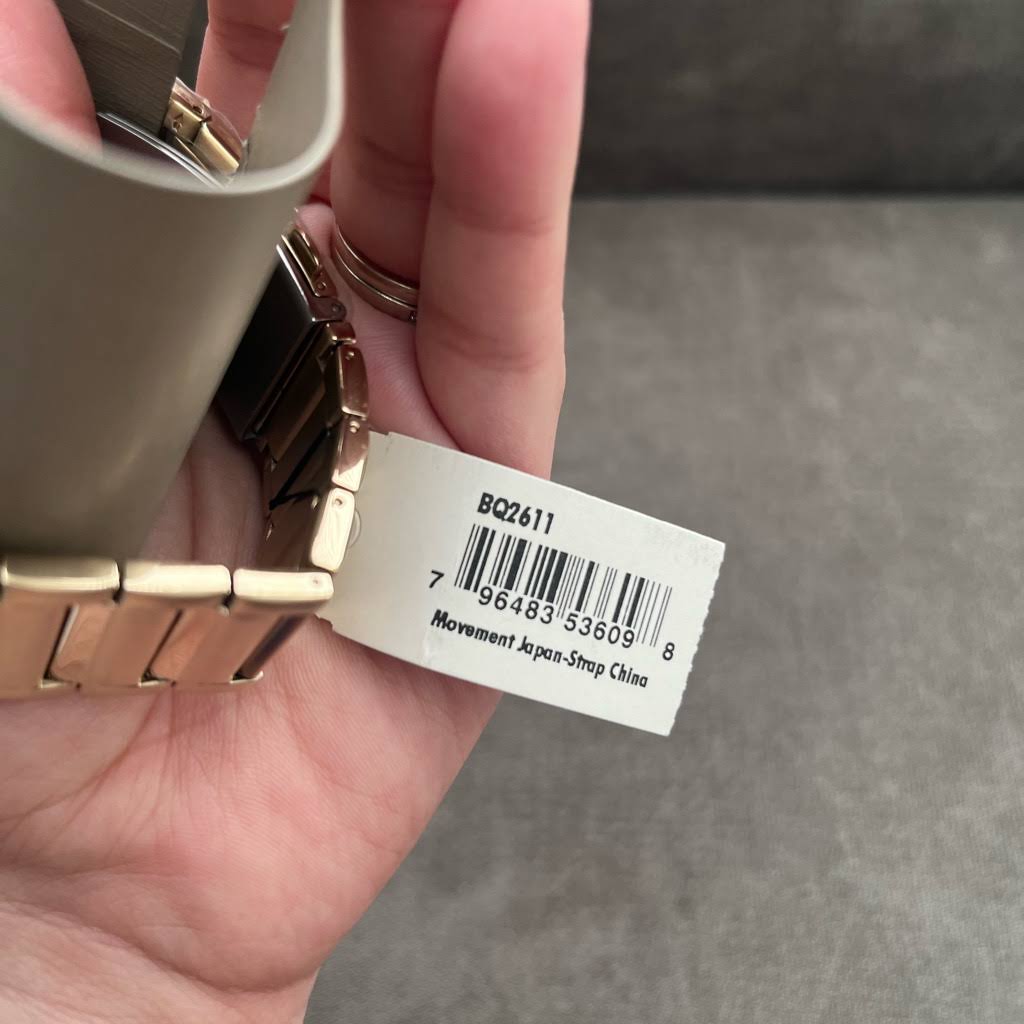 BQ2611
7 96483 53609 8
Movement Japan-Strap China